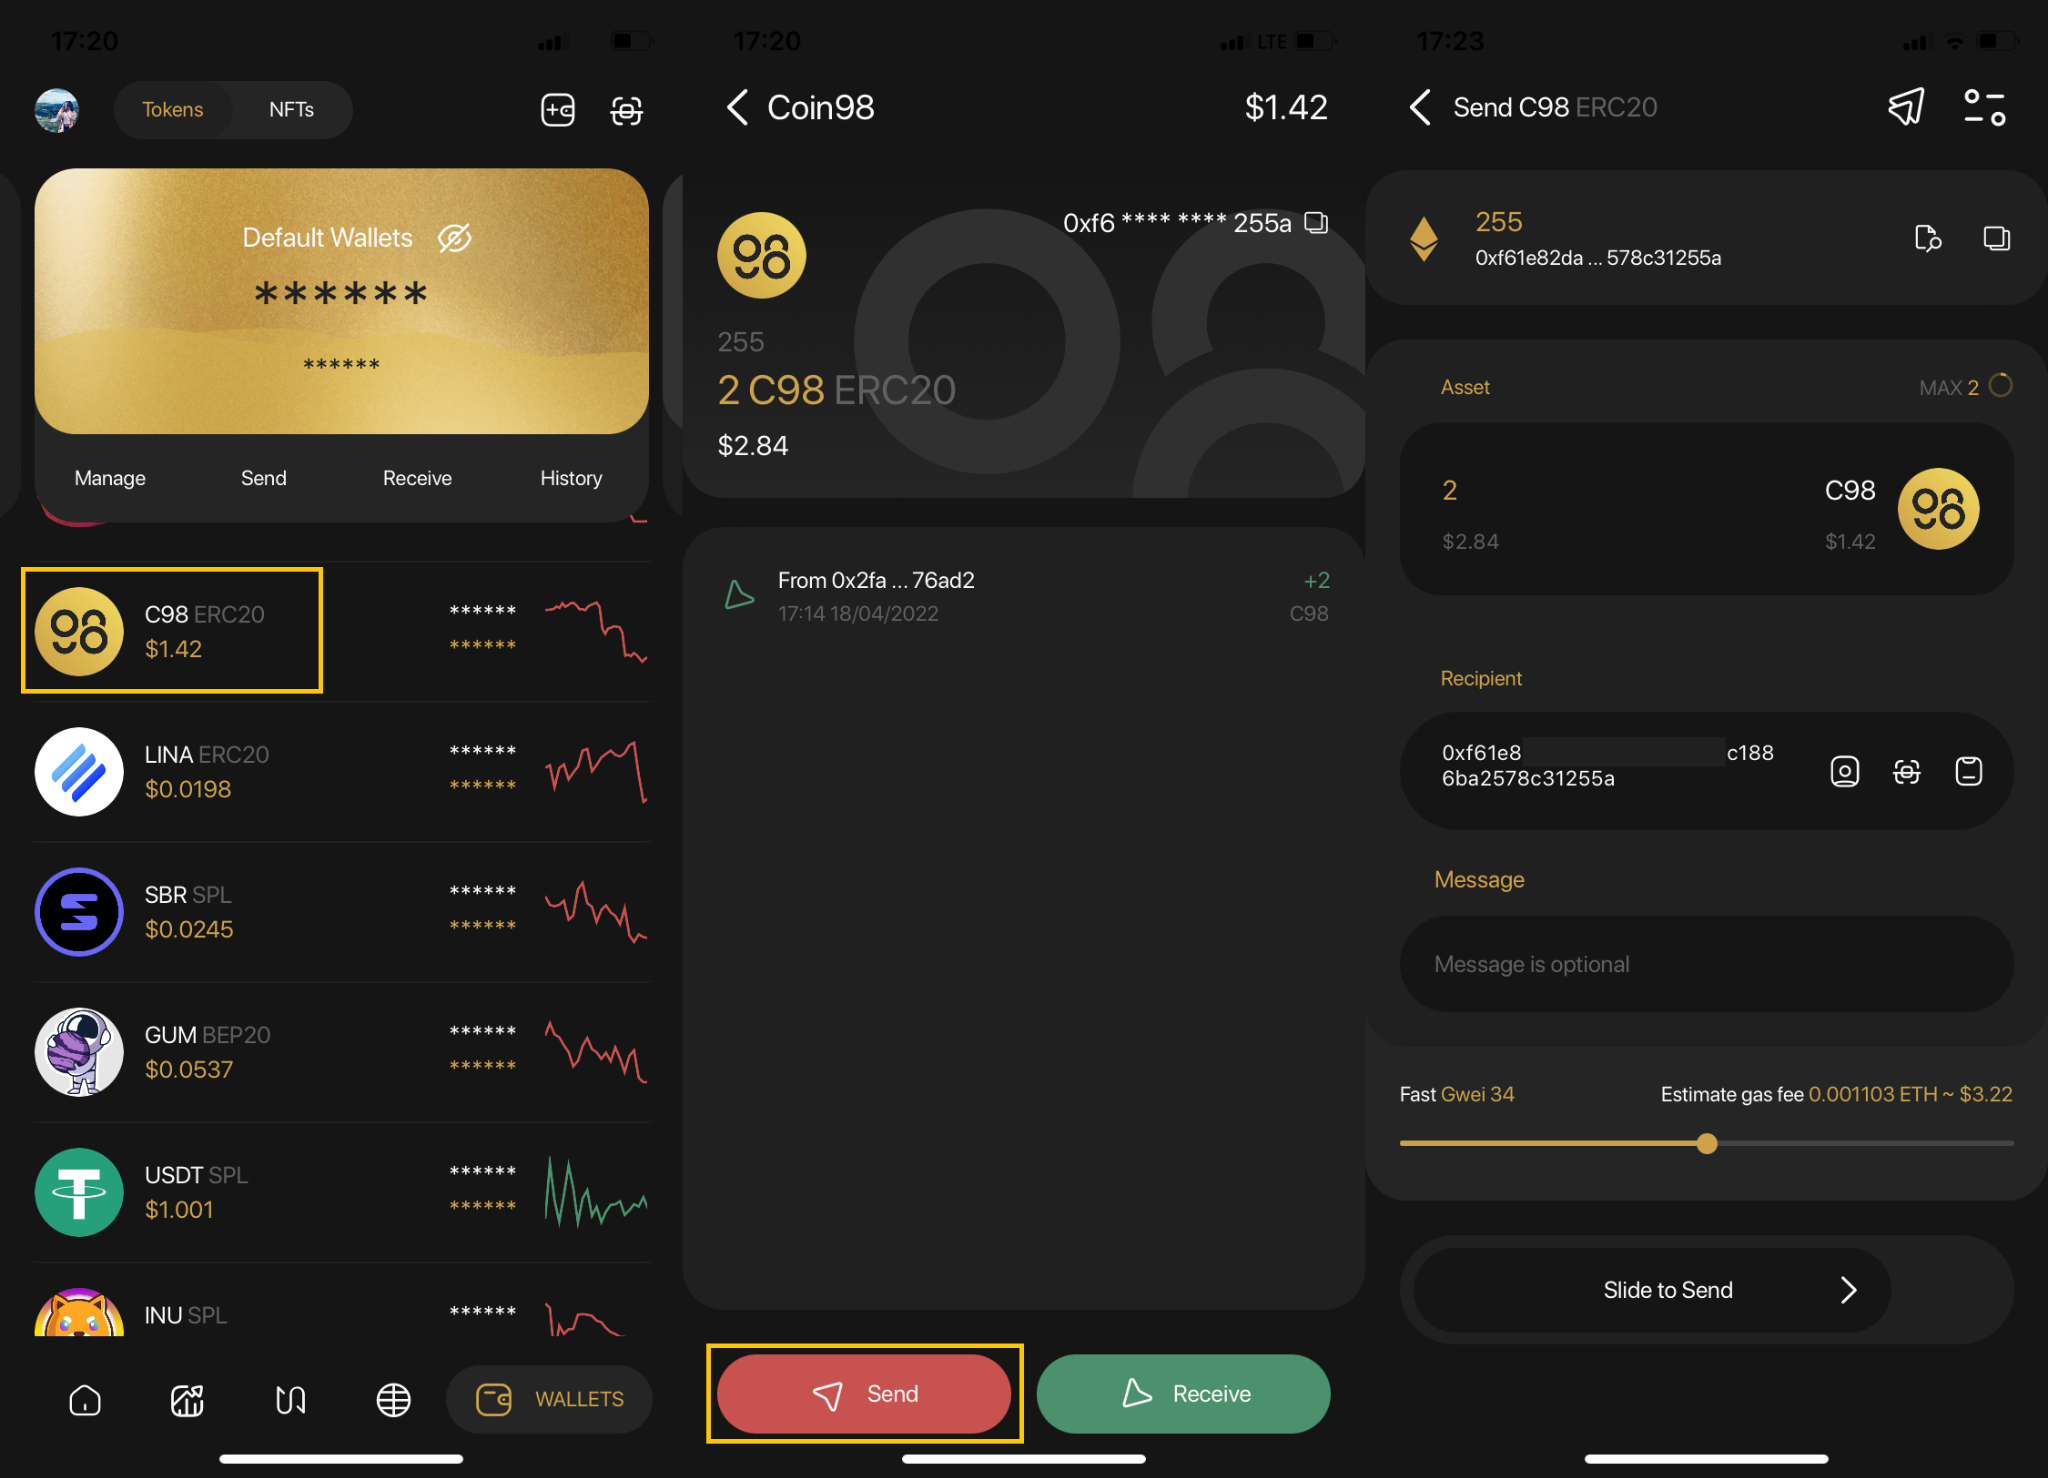 17:20
Tokens
NFTs
Default Wallets
******
******
Manage
Send
Receive
History
C98 ERC20
$1.42
******
******
LINA ERC20
$0.0198
******
******
SBR SPL
$0.0245
******
******
GUM BEP20
$0.0537
******
******
USDT SPL
$1.001
******
******
INU SPL
******
WALLETS
17:20
LTE
Coin98
$1.42
0xf6 **** **** 255a
255
2 C98 ERC20
$2.84
From 0x2fa ... 76ad2
+2
17:14 18/04/2022
C98
Send
Receive
17:23
Send C98 ERC20
255
0xf61e82da ... 578c31255a
Asset
MAX 2
2
C98
$2.84
$1.42
Recipient
0xf61e8 c188
6ba2578c31255a
Message
Message is optional
Fast Gwei 34
Estimate gas fee 0.001103 ETH ~ $3.22
Slide to Send